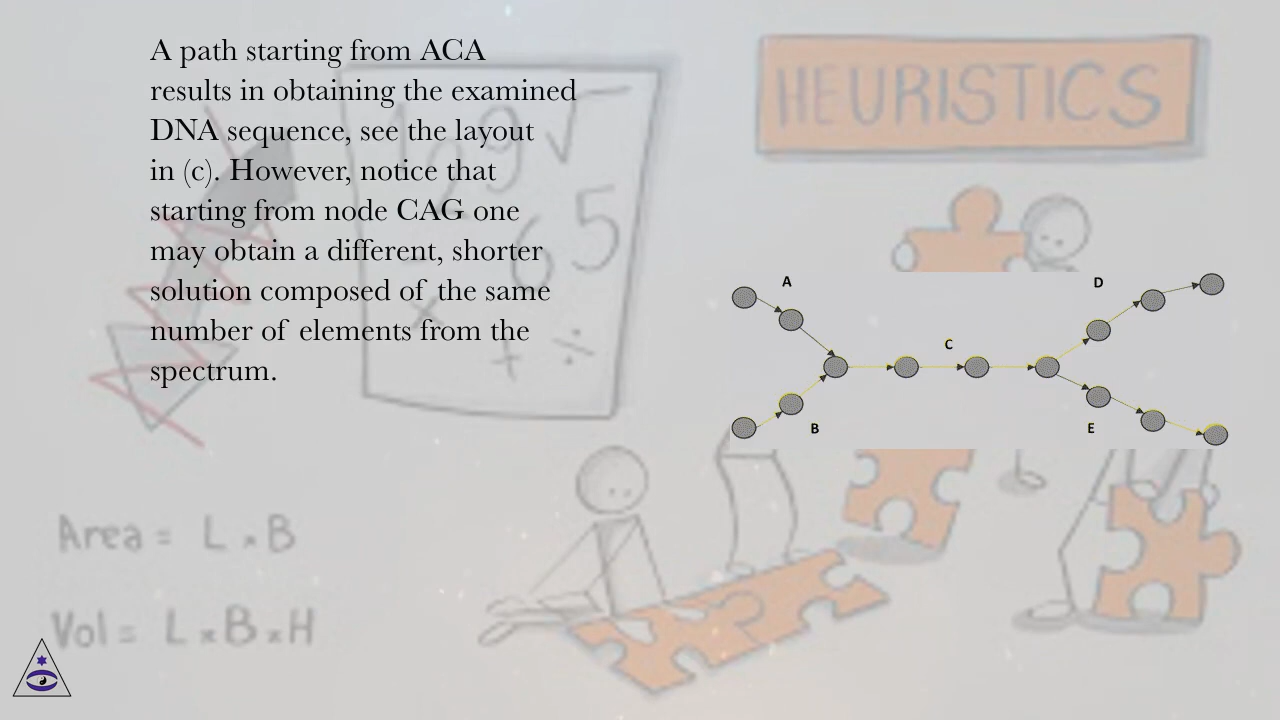 A path starting from ACA
results in obtaining the examined
DNA sequence, see the layout
in (c). However, notice that
starting from node CAG one
may obtain a different, shorter
solution composed of the same
number of elements from the
spectrum.
HEURISTICS
A
D
C
B
E
Area = L x B
Vol = L x B x H